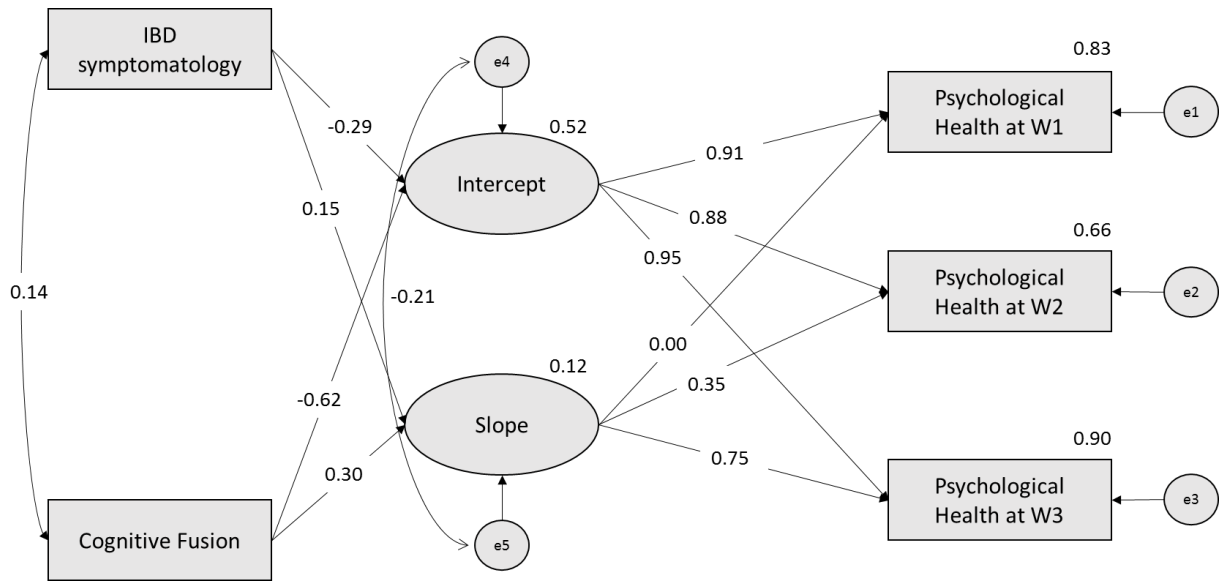 IBD
symptomatology
e4
0.83
Psychological
Health at W1
e1
-0.29
0.52
Intercept
0.91
0.15
0.88
0.66
0.95
Psychological
Health at W2
e2
0.14
-0.21
0.00
0.12
0.35
-0.62
Slope
0.75
0.90
0.30
Psychological
Health at W3
e3
Cognitive Fusion
e5